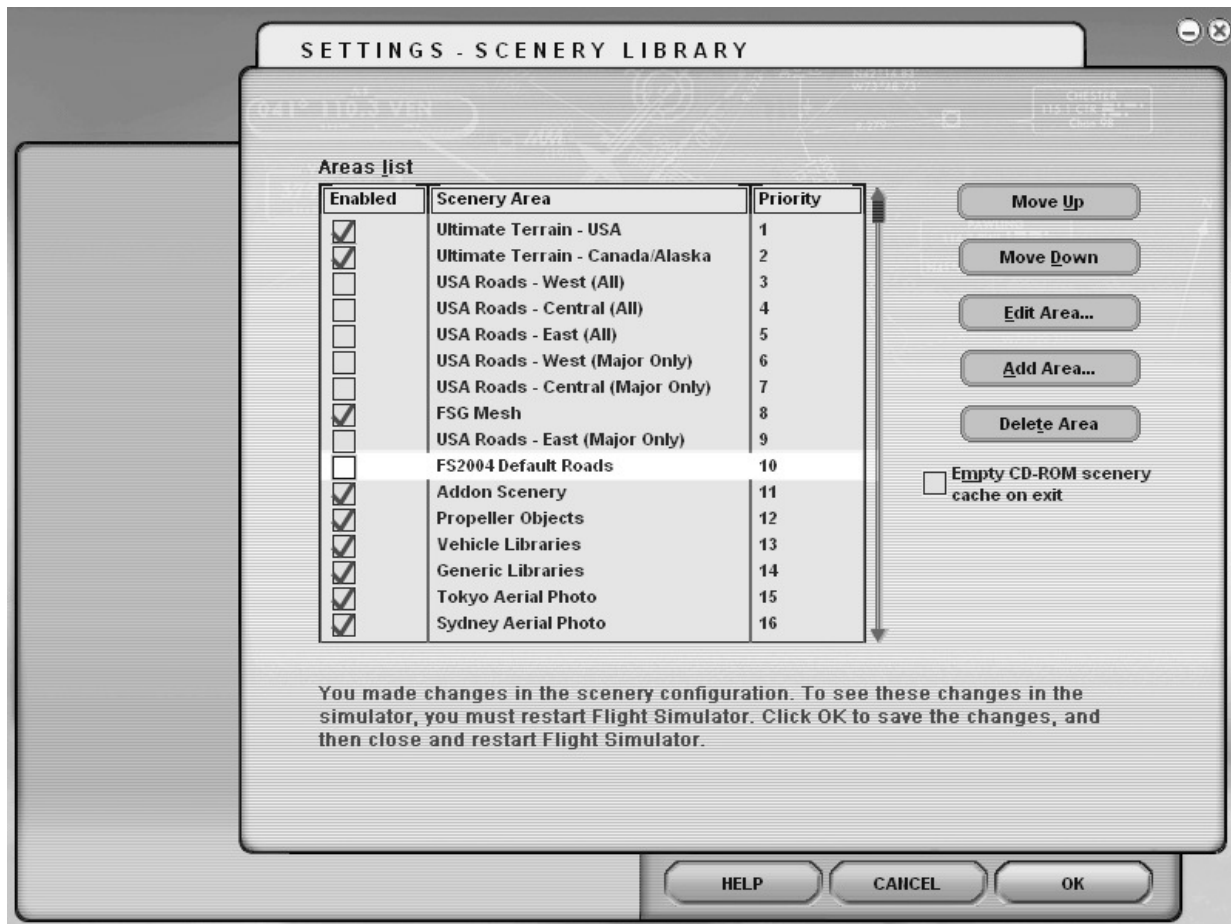 SETTINGS - SCENERY LIBRARY
Areas list
Enabled Scenery Area Priority
Ultimate Terrain - USA 1
Ultimate Terrain - Canada/Alaska 2
USA Roads - West (All) 3
USA Roads - Central (All) 4
USA Roads - East (All) 5
USA Roads - West (Major Only) 6
USA Roads - Central (Major Only) 7
FSG Mesh 8
USA Roads - East (Major Only) 9
FS2004 Default Roads 10
Addon Scenery 11
Propeller Objects 12
Vehicle Libraries 13
Generic Libraries 14
Tokyo Aerial Photo 15
Sydney Aerial Photo 16
Move Up
Move Down
Edit Area...
Add Area...
Delete Area
Empty CD-ROM scenery
cache on exit
You made changes in the scenery configuration. To see these changes in the
simulator, you must restart Flight Simulator. Click OK to save the changes, and
then close and restart Flight Simulator.
HELP CANCEL OK